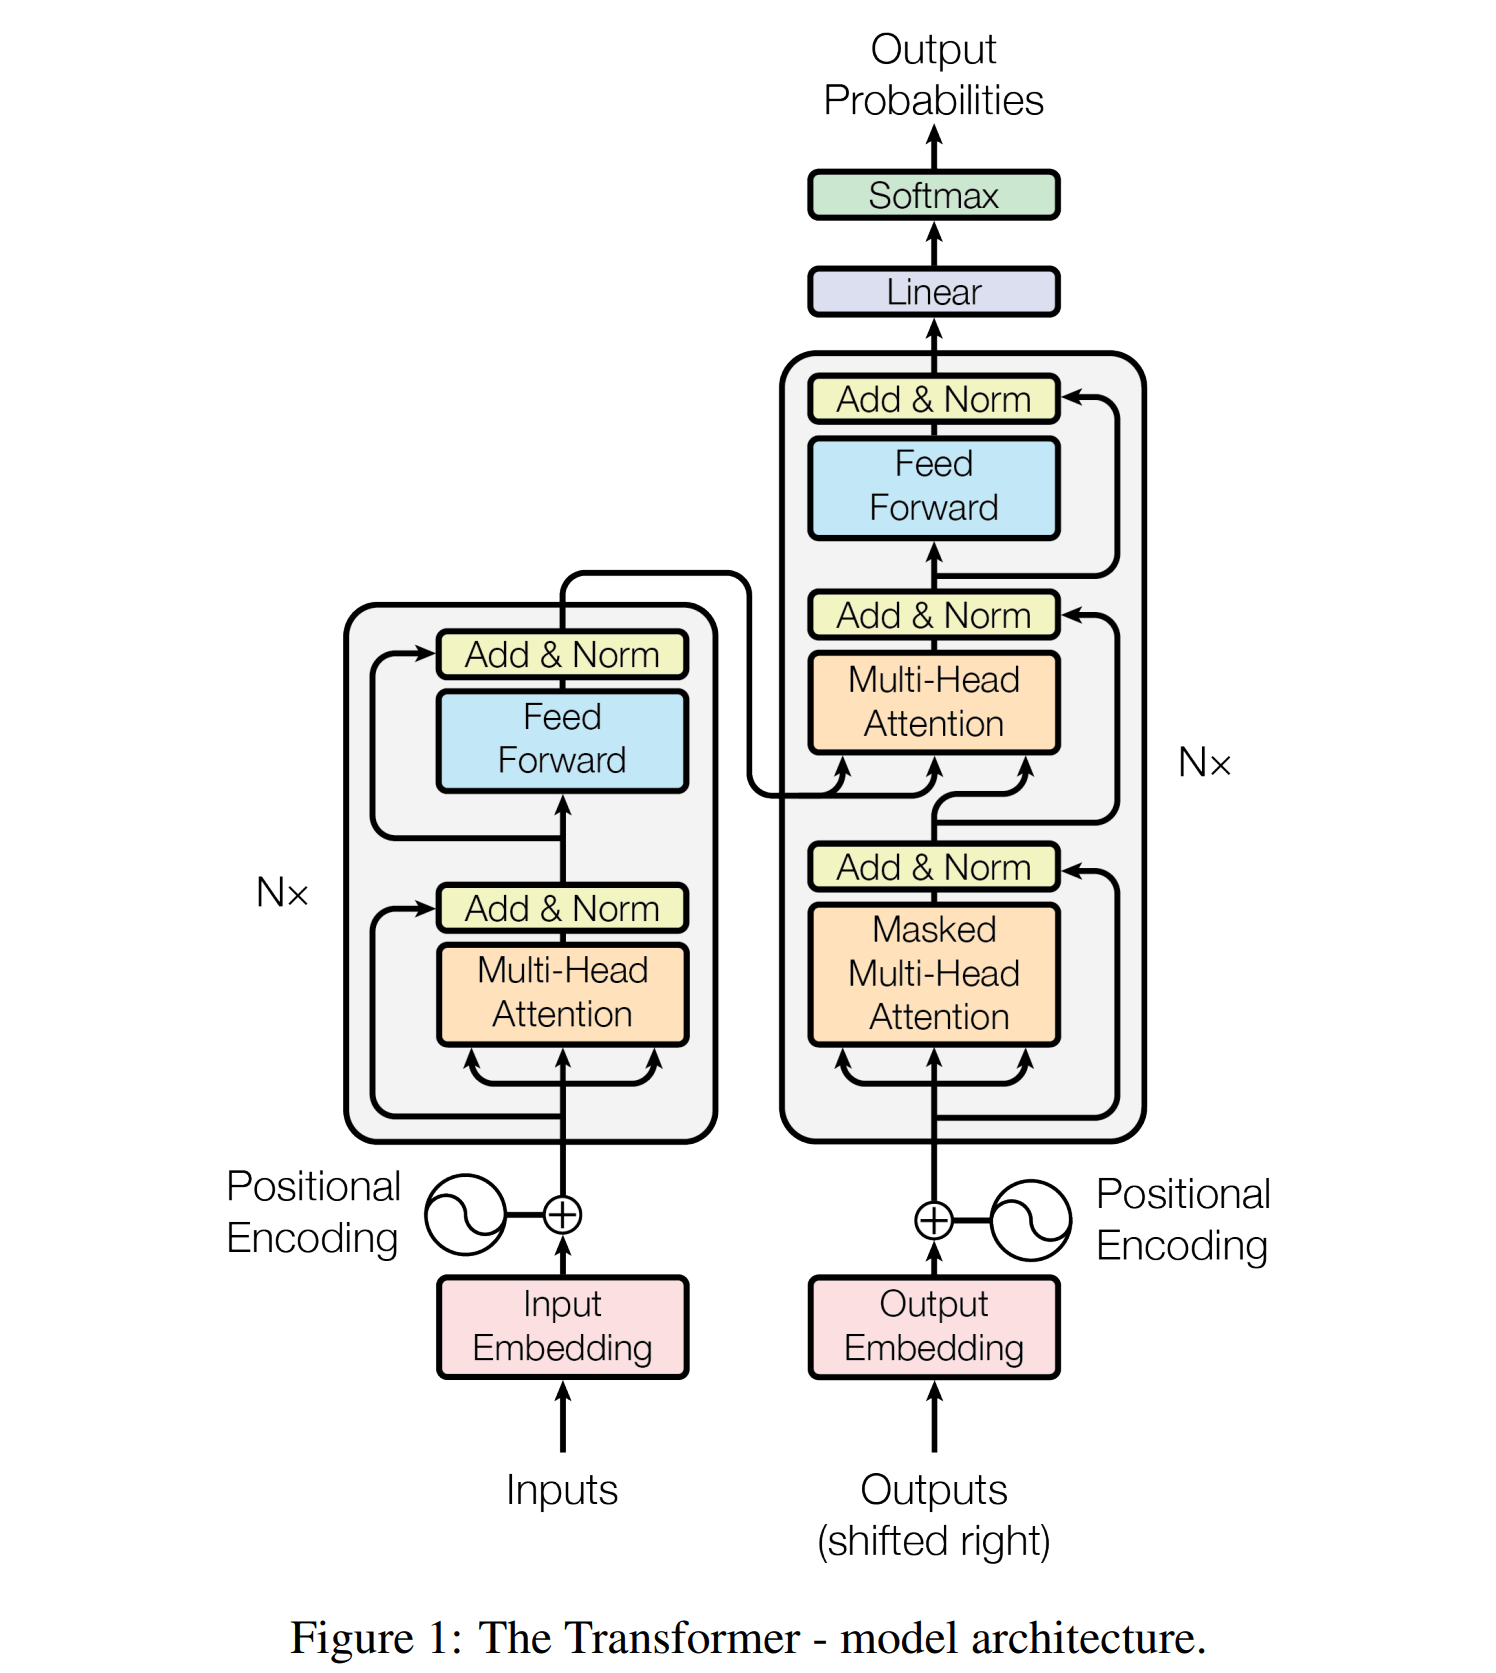 Output
Probabilities
Softmax
Linear
Add & Norm
Feed
Forward
Add & Norm
Multi-Head
Attention
Nx
Add & Norm
Masked
Multi-Head
Attention
Add & Norm
Feed
Forward
Nx
Add & Norm
Multi-Head
Attention
Positional
Encoding
Positional
Encoding
Input
Embedding
Output
Embedding
Inputs
Outputs
(shifted right)
Figure 1: The Transformer - model architecture.